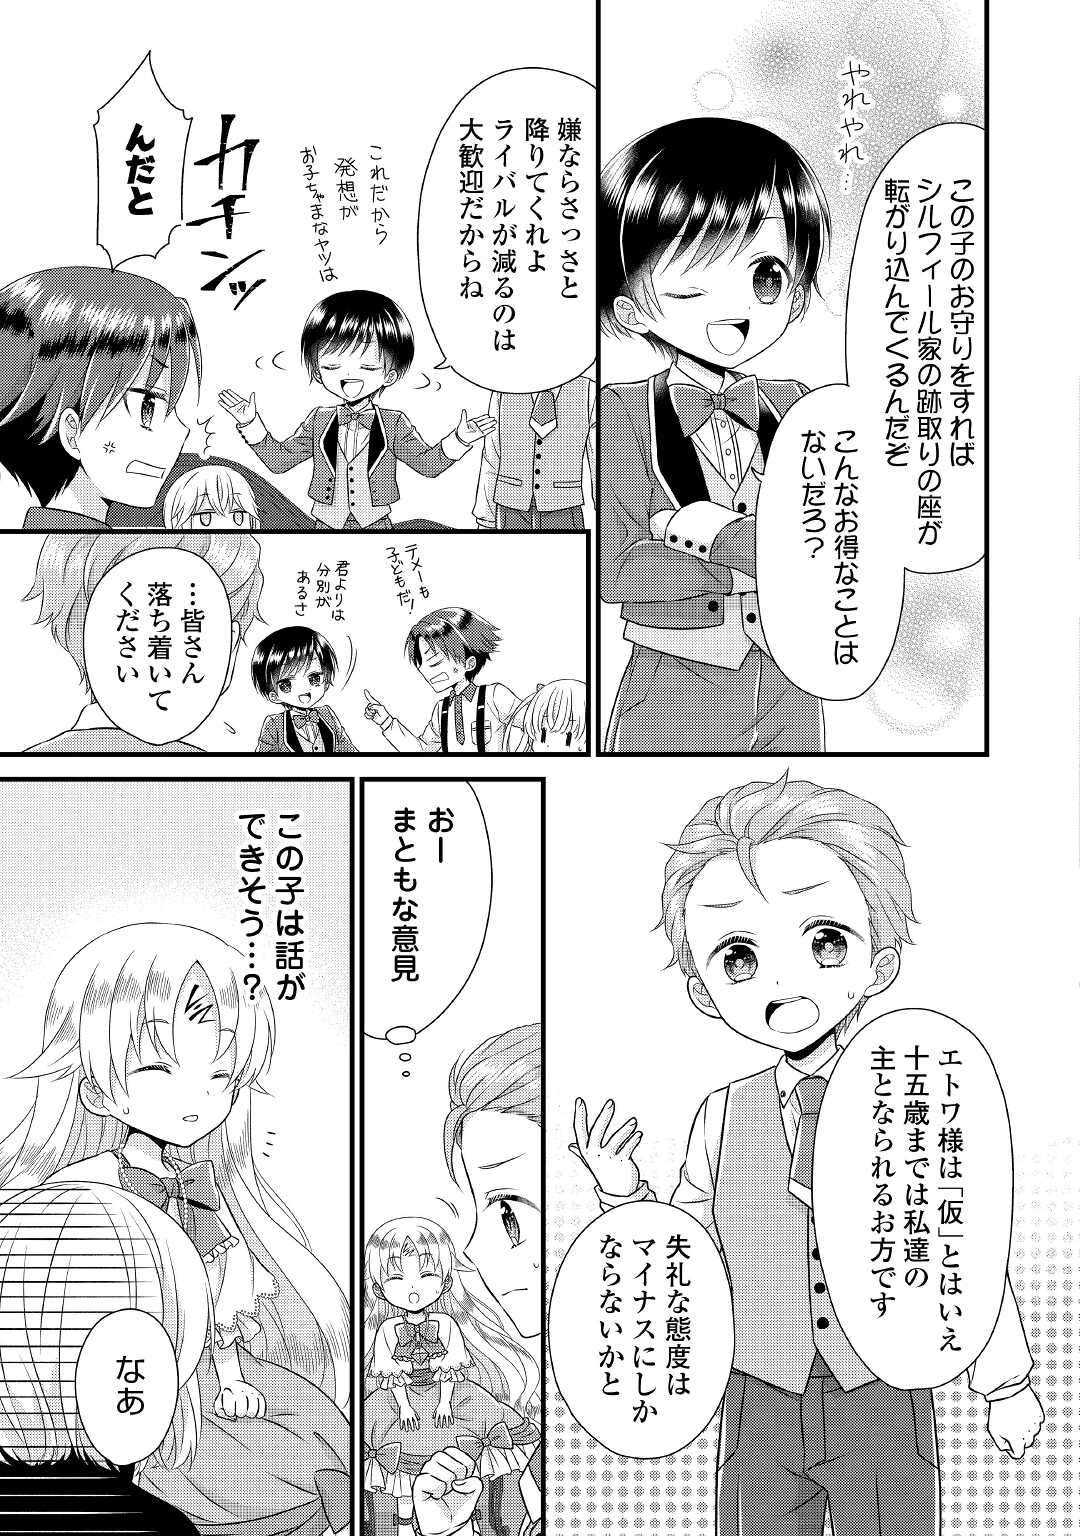 やれやれ…
この子のお守りをすれば
シルフィール家の跡取りの座が
転がり込んでくるんだぞ
こんなお得なことは
ないだろ？
嫌ならさっさと
降りてくれよ
ライバルが減るのは
大歓迎だからね
これだから
発想が
お子ちゃまなヤツは
カチンッ
んだと
テメーも
子どもだ！
君よりは
分別が
あるさ
…皆さん
落ち着いて
ください
エトワ様は「仮」とはいえ
十五歳までは私達の
主となられるお方です
失礼な態度は
マイナスにしか
ならないかと
おー
まともな意見
この子は話が
できそう…？
なあ